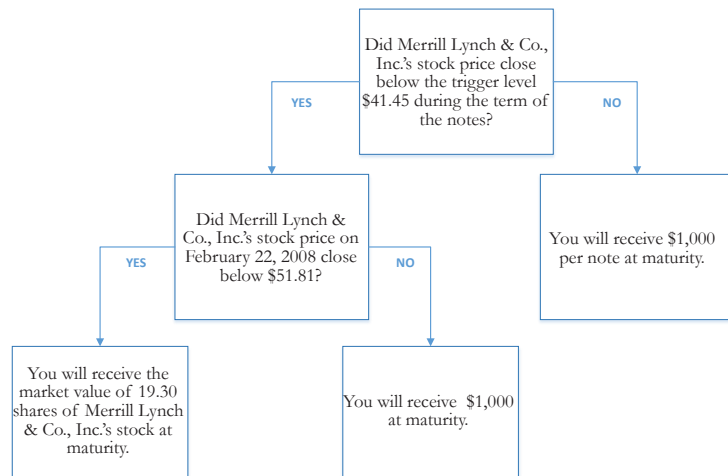 Did Merrill Lynch & Co.,
Inc.'s stock price close
below the trigger level
$41.45 during the term of
the notes?
YES
NO
Did Merrill Lynch &
Co., Inc.'s stock price on
February 22, 2008 close
below $51.81?
You will receive $1,000
per note at maturity.
YES
NO
You will receive the
market value of 19.30
shares of Merrill Lynch
& Co., Inc.'s stock at
maturity.
You will receive $1,000
at maturity.